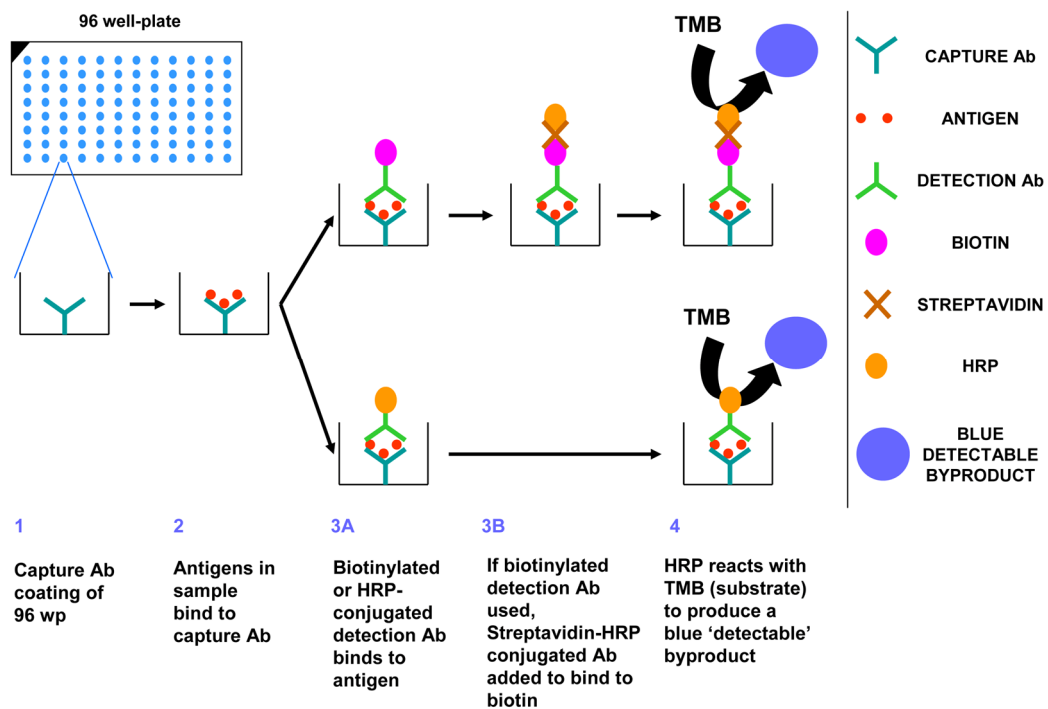 96 well-plate
TMB
TMB
CAPTURE Ab
ANTIGEN
DETECTION Ab
BIOTIN
STREPTAVIDIN
HRP
BLUE
DETECTABLE
BYPRODUCT
1
Capture Ab
coating of
96 wp
2
Antigens in
sample
bind to
capture Ab
3A
Biotinylated
or HRP-
conjugated
detection Ab
binds to
antigen
3B
If biotinylated
detection Ab
used,
Streptavidin-HRP
conjugated Ab
added to bind to
biotin
4
HRP reacts with
TMB (substrate)
to produce a
blue ‘detectable’
byproduct